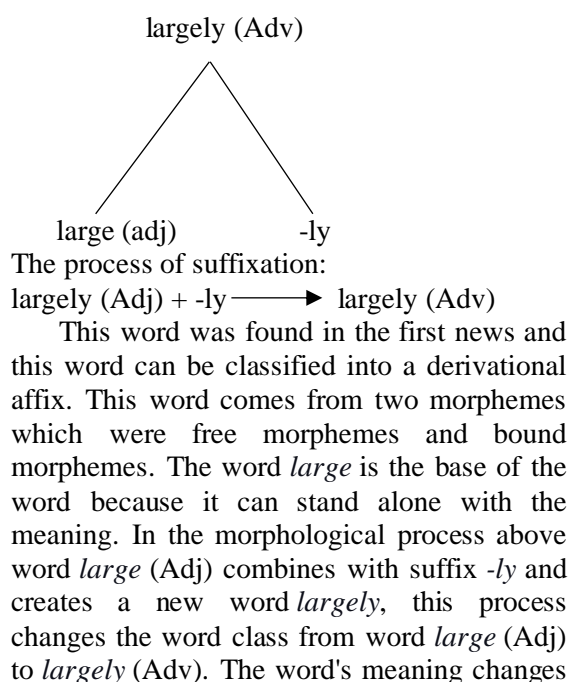 largely (Adv)
large (adj) -ly
The process of suffixation:
largely (Adj) + -ly ⟶ largely (Adv)
This word was found in the first news and
this word can be classified into a derivational
affix. This word comes from two morphemes
which were free morphemes and bound
morphemes. The word large is the base of the
word because it can stand alone with the
meaning. In the morphological process above
word large (Adj) combines with suffix -ly and
creates a new word largely, this process
changes the word class from word large (Adj)
to largely (Adv). The word's meaning changes